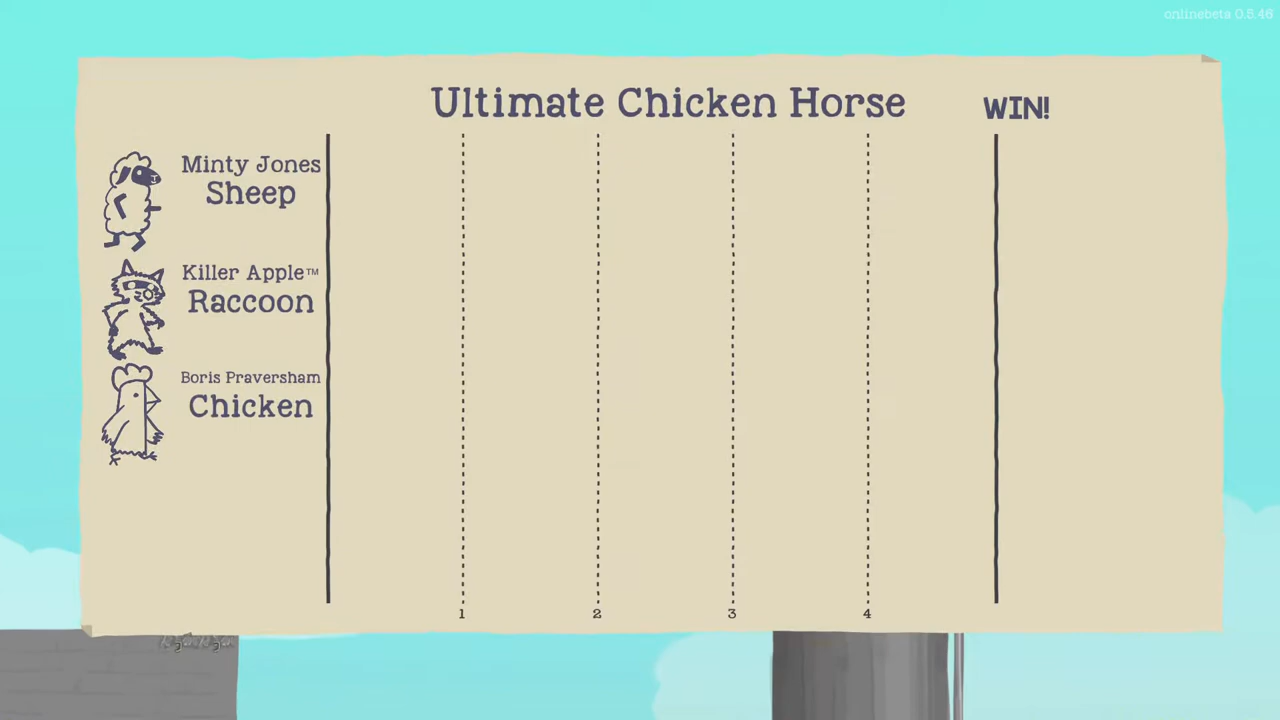 onlinebeta 0.5.46
Ultimate Chicken Horse
WIN!
Minty Jones
Sheep
Killer Apple™
Raccoon
Boris Praversham
Chicken
1 2 3 4